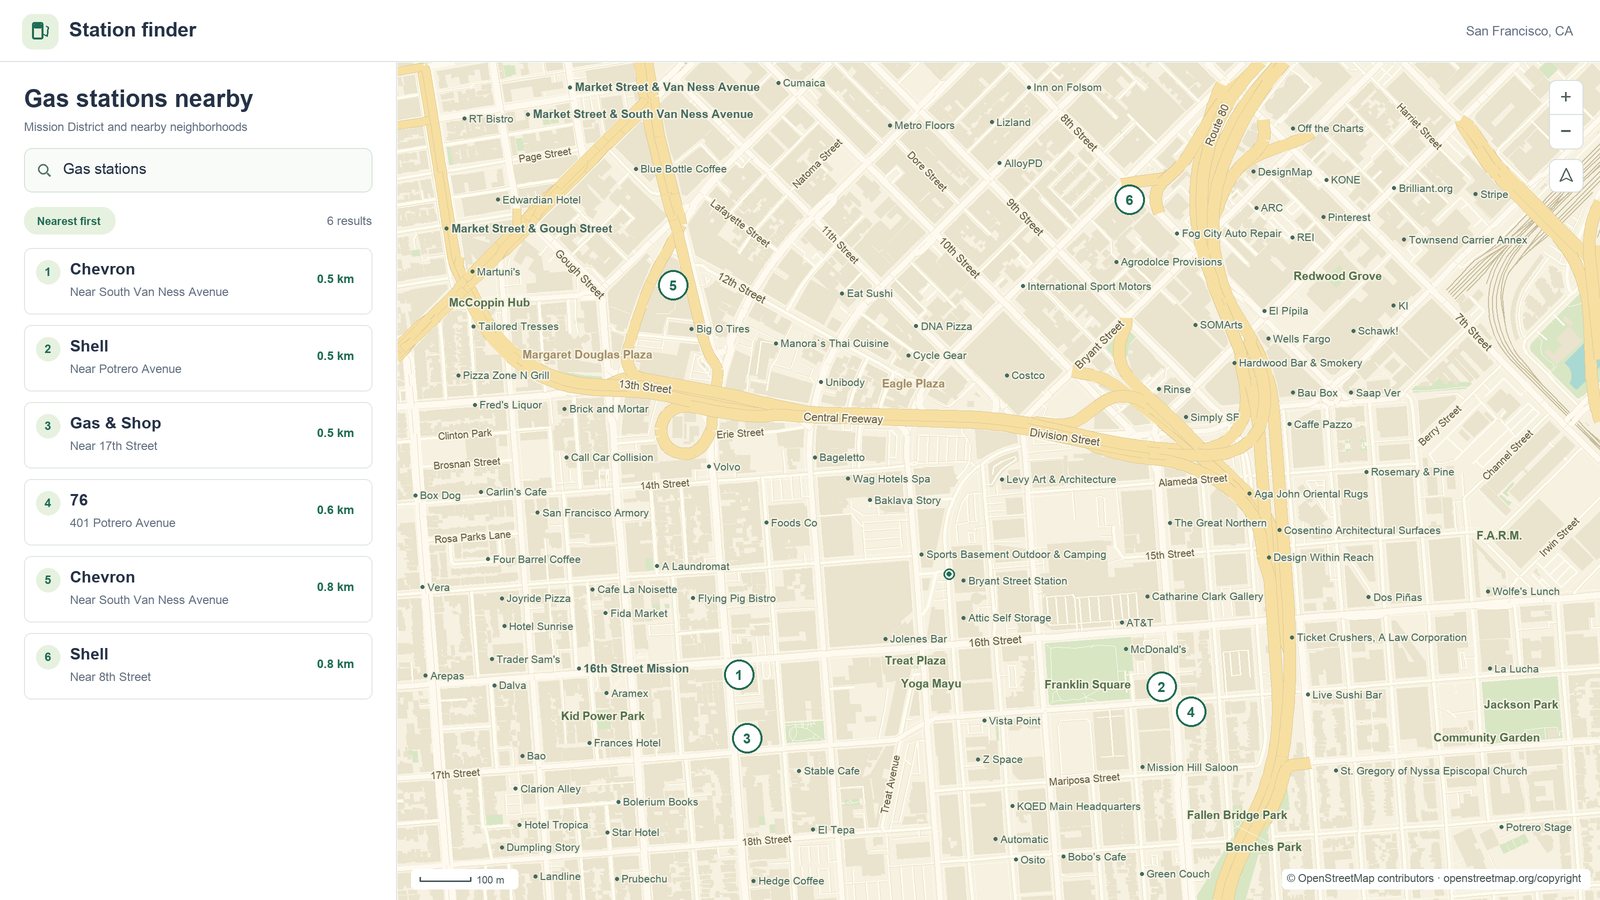 Station finder
San Francisco, CA
Gas stations nearby
Mission District and nearby neighborhoods
Gas stations
Nearest first
6 results
1
Chevron
Near South Van Ness Avenue
0.5 km
2
Shell
Near Potrero Avenue
0.5 km
3
Gas & Shop
Near 17th Street
0.5 km
4
76
401 Potrero Avenue
0.6 km
5
Chevron
Near South Van Ness Avenue
0.8 km
6
Shell
Near 8th Street
0.8 km
Market Street & Van Ness Avenue
Cumaica
Inn on Folsom
RT Bistro
Market Street & South Van Ness Avenue
Metro Floors
Lizland
8th Street
Route 80
Off the Charts
Harriet Street
+
−
Page Street
Blue Bottle Coffee
Natoma Street
Dore Street
AlloyPD
DesignMap
KONE
Brilliant.org
Stripe
Edwardian Hotel
6
ARC
Pinterest
Lafayette Street
9th Street
Market Street & Gough Street
11th Street
10th Street
Fog City Auto Repair
REI
Townsend Carrier Annex
Gough Street
Martuni's
Agrodolce Provisions
Redwood Grove
5
12th Street
Eat Sushi
International Sport Motors
McCoppin Hub
El Pípila
KI
Tailored Tresses
Big O Tires
DNA Pizza
SOMArts
Schawk!
7th Street
Manora`s Thai Cuisine
Bryant Street
Wells Fargo
Margaret Douglas Plaza
Cycle Gear
Hardwood Bar & Smokery
Pizza Zone N Grill
13th Street
Unibody
Eagle Plaza
Costco
Rinse
Bau Box
Saap Ver
Fred's Liquor
Brick and Mortar
Central Freeway
Simply SF
Caffe Pazzo
Berry Street
Clinton Park
Erie Street
Division Street
Channel Street
Brosnan Street
Call Car Collision
Volvo
Bageletto
Rosemary & Pine
14th Street
Wag Hotels Spa
Levy Art & Architecture
Alameda Street
Box Dog
Carlin's Cafe
Baklava Story
Aga John Oriental Rugs
San Francisco Armory
Foods Co
The Great Northern
Cosentino Architectural Surfaces
F.A.R.M.
Irwin Street
Rosa Parks Lane
Four Barrel Coffee
A Laundromat
Sports Basement Outdoor & Camping
15th Street
Design Within Reach
Vera
Cafe La Noisette
Bryant Street Station
Wolfe's Lunch
Joyride Pizza
Flying Pig Bistro
Catharine Clark Gallery
Dos Piñas
Fida Market
Attic Self Storage
AT&T
Hotel Sunrise
Jolenes Bar
16th Street
Ticket Crushers, A Law Corporation
McDonald's
Trader Sam's
16th Street Mission
Treat Plaza
Arepas
1
La Lucha
Dalva
Yoga Mayu
Franklin Square
2
Aramex
Live Sushi Bar
Jackson Park
Kid Power Park
4
Vista Point
Frances Hotel
3
Community Garden
Bao
Z Space
17th Street
Stable Cafe
Treat Avenue
Mariposa Street
Mission Hill Saloon
St. Gregory of Nyssa Episcopal Church
Clarion Alley
Bolerium Books
KQED Main Headquarters
Fallen Bridge Park
Hotel Tropica
Star Hotel
El Tepa
Potrero Stage
18th Street
Automatic
Dumpling Story
Osito
Bobo's Cafe
Benches Park
Landline
Prubechu
Hedge Coffee
Green Couch
100 m
© OpenStreetMap contributors · openstreetmap.org/copyright